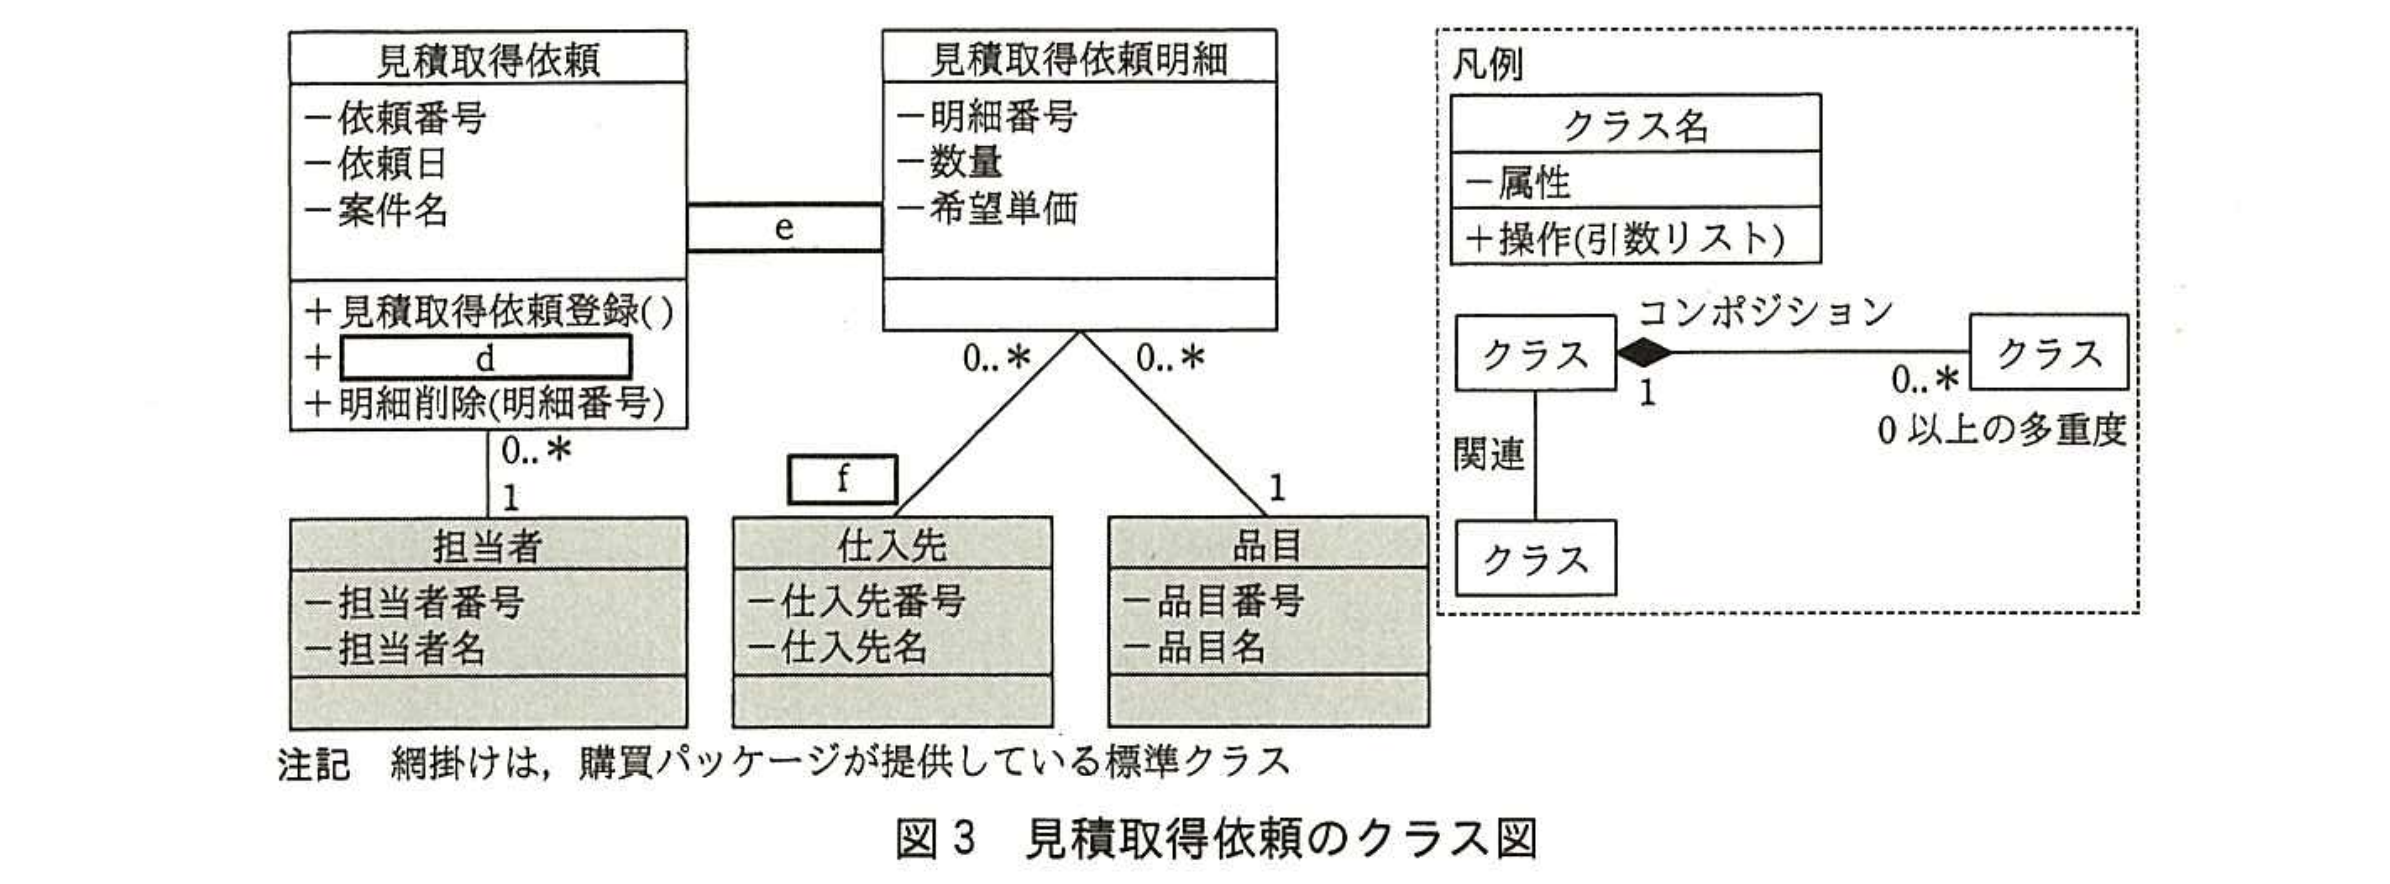 見積取得依頼
－依頼番号
－依頼日
－案件名
＋見積取得依頼登録()
＋ d
＋明細削除(明細番号)
e
見積取得依頼明細
－明細番号
－数量
－希望単価
0..＊
1
0..＊
0..＊
f
1
担当者
－担当者番号
－担当者名
仕入先
－仕入先番号
－仕入先名
品目
－品目番号
－品目名
凡例
クラス名
－属性
＋操作(引数リスト)
クラス
コンポジション
1
0..＊
クラス
0 以上の多重度
関連
クラス
注記　網掛けは，購買パッケージが提供している標準クラス
図 3　見積取得依頼のクラス図